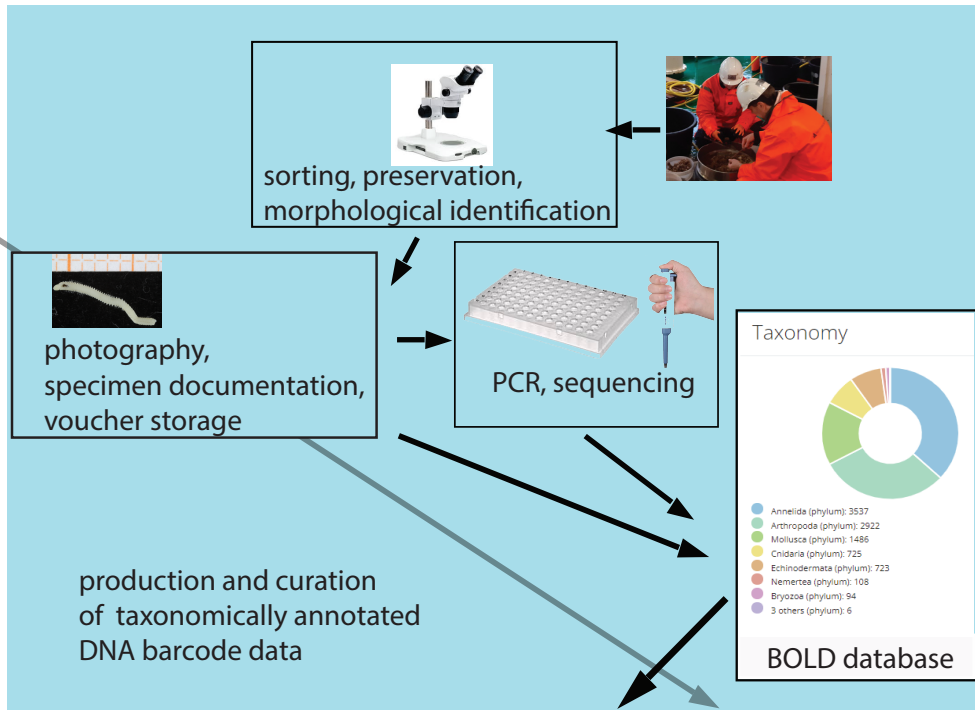 sorting, preservation,
morphological identification
photography,
specimen documentation,
voucher storage
PCR, sequencing
Taxonomy
Annelida (phylum): 3537
Arthropoda (phylum): 2922
Mollusca (phylum): 1486
Cnidaria (phylum): 725
Echinodermata (phylum): 723
Nemertea (phylum): 108
Bryozoa (phylum): 94
3 others (phylum): 6
BOLD database
production and curation
of taxonomically annotated
DNA barcode data